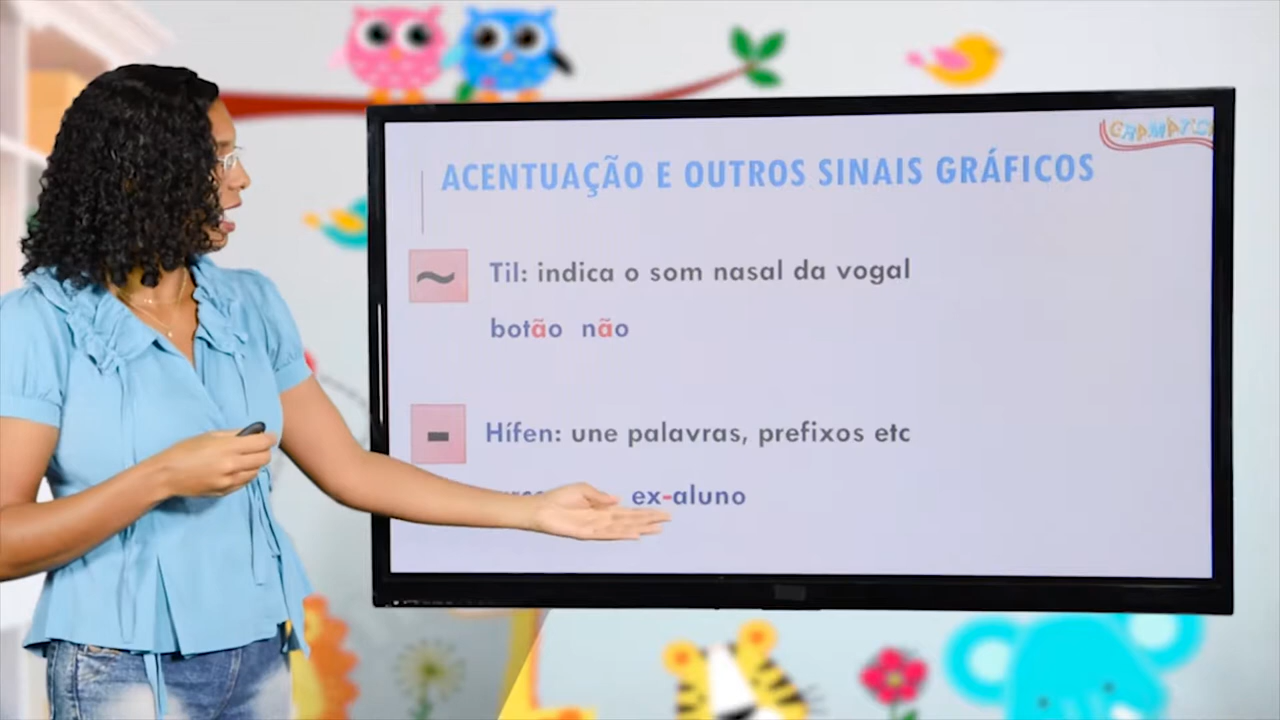 GRAMATIC
ACENTUAÇÃO E OUTROS SINAIS GRÁFICOS
~ Til: indica o som nasal da vogal
botão não
- Hífen: une palavras, prefixos etc
ex-aluno